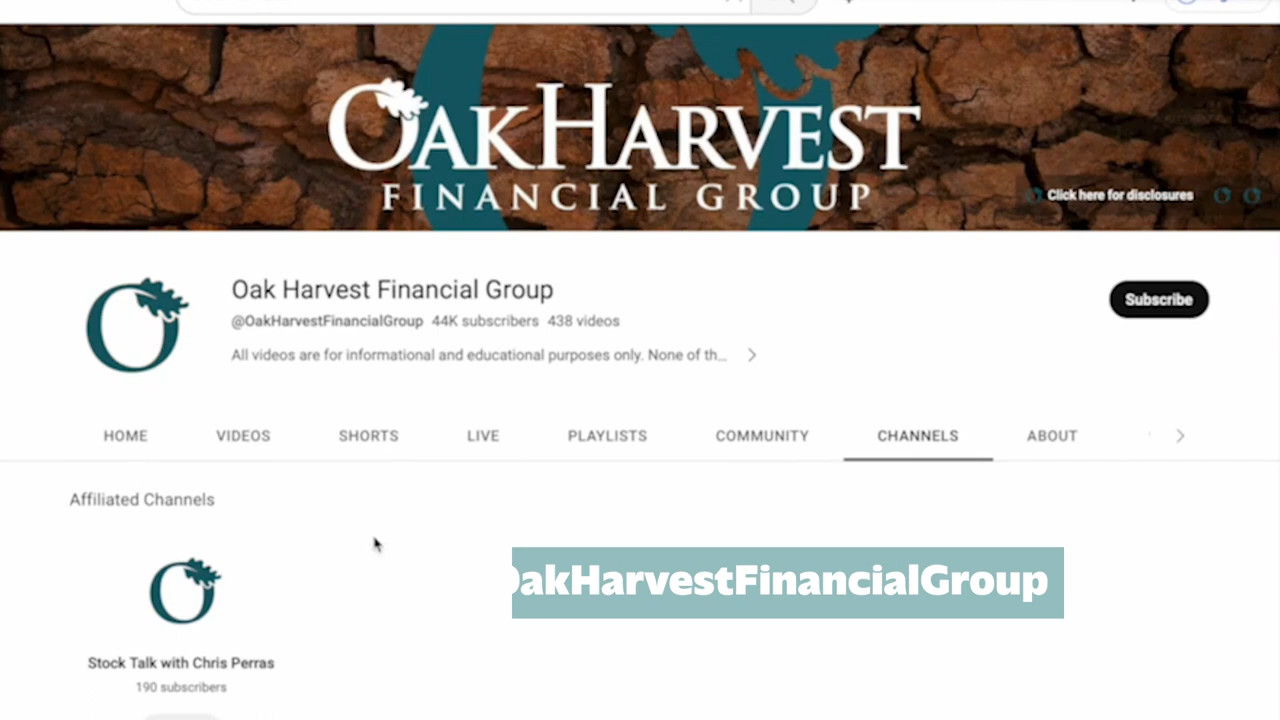 OAKHARVEST
FINANCIAL GROUP
Click here for disclosures
Oak Harvest Financial Group
@OakHarvestFinancialGroup 44K subscribers 438 videos
All videos are for informational and educational purposes only. None of th...
Subscribe
HOME VIDEOS SHORTS LIVE PLAYLISTS COMMUNITY CHANNELS ABOUT
Affiliated Channels
OakHarvestFinancialGroup
Stock Talk with Chris Perras
190 subscribers